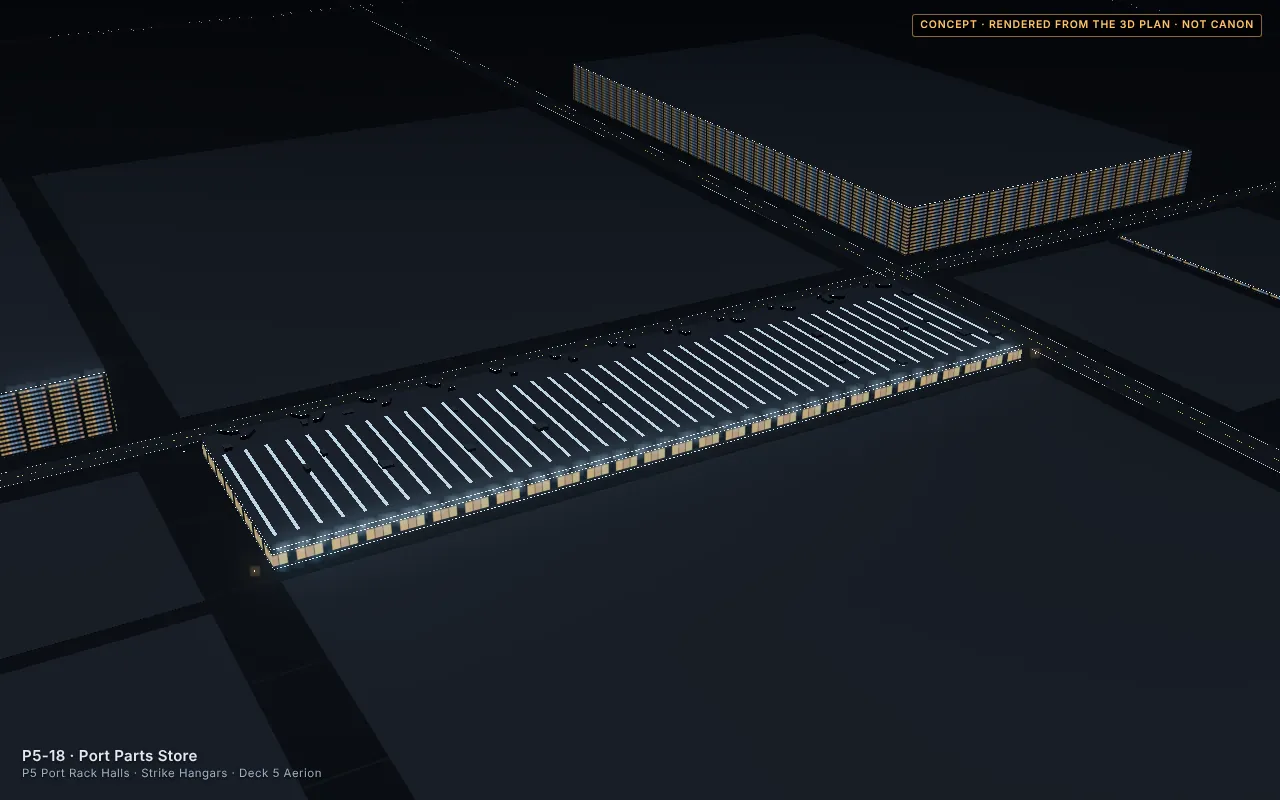 CONCEPT · RENDERED FROM THE 3D PLAN · NOT CANON
P5-18 · Port Parts Store
P5 Port Rack Halls · Strike Hangars · Deck 5 Aerion